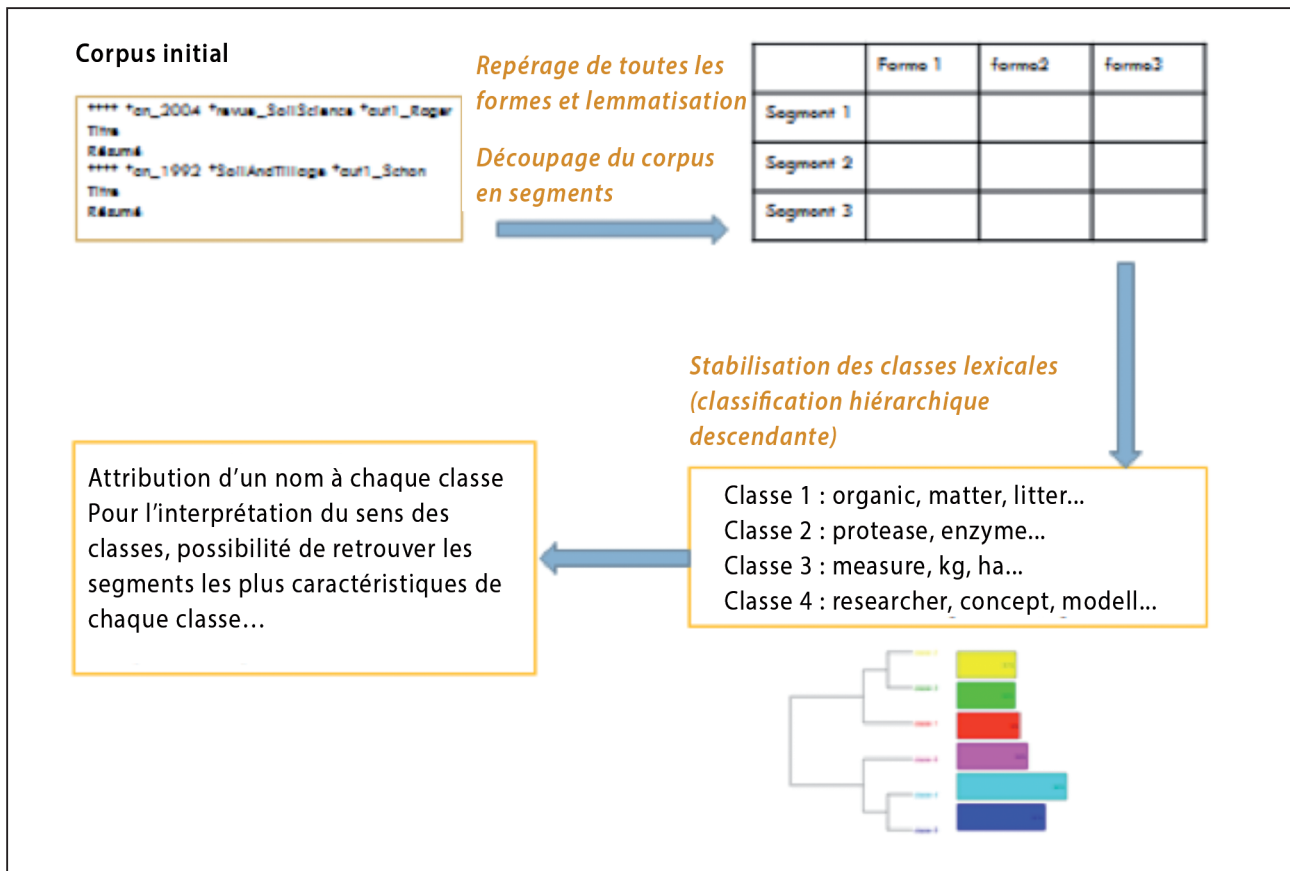 Corpus initial
**** *an_2004 *revue_SoilScience *aut1_Roger
Titre
Résumé
**** *an_1992 *SoilAndTillage *aut1_Schon
Titre
Résumé
Repérage de toutes les
formes et lemmatisation
Découpage du corpus
en segments
Forme 1 forme2 forme3
Segment 1
Segment 2
Segment 3
Stabilisation des classes lexicales
(classification hiérarchique
descendante)
Classe 1 : organic, matter, litter...
Classe 2 : protease, enzyme...
Classe 3 : measure, kg, ha...
Classe 4 : researcher, concept, modell...
Attribution d’un nom à chaque classe
Pour l’interprétation du sens des
classes, possibilité de retrouver les
segments les plus caractéristiques de
chaque classe…